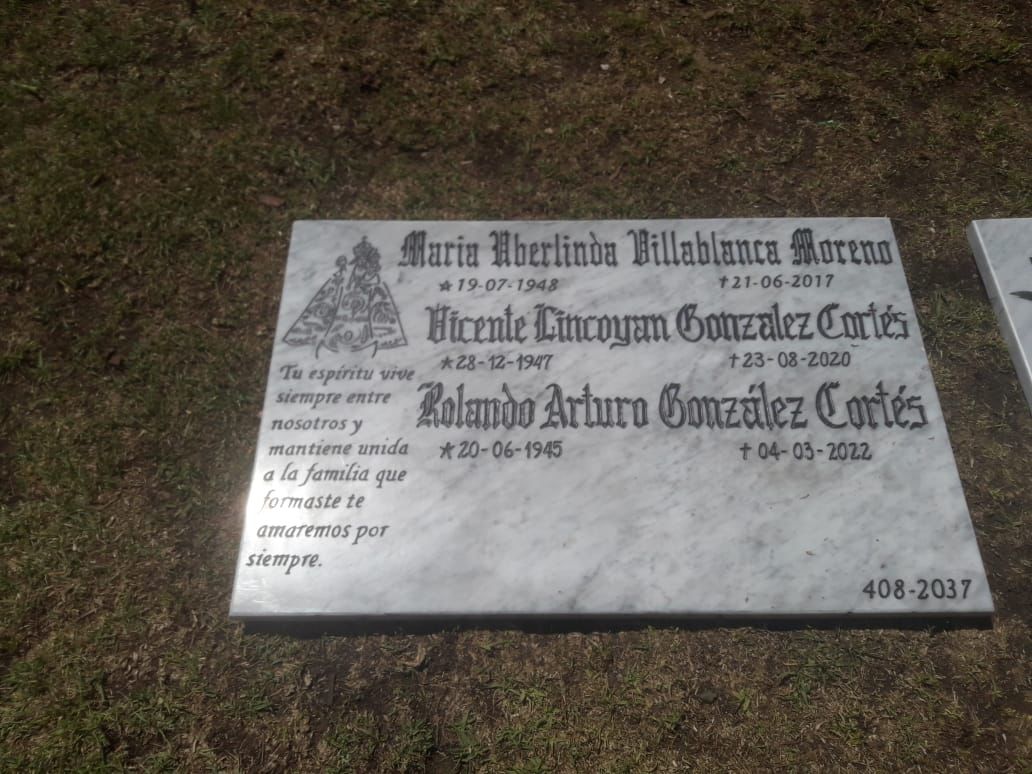 Maria Uberlinda Villablanca Moreno
★19-07-1948 †21-06-2017
Vicente Lincoyan Gonzalez Cortés
★28-12-1947 †23-08-2020
Rolando Arturo González Cortés
★20-06-1945 †04-03-2022
Tu espíritu vive
siempre entre
nosotros y
mantiene unida
a la familia que
formaste te
amaremos por
siempre.
408-2037